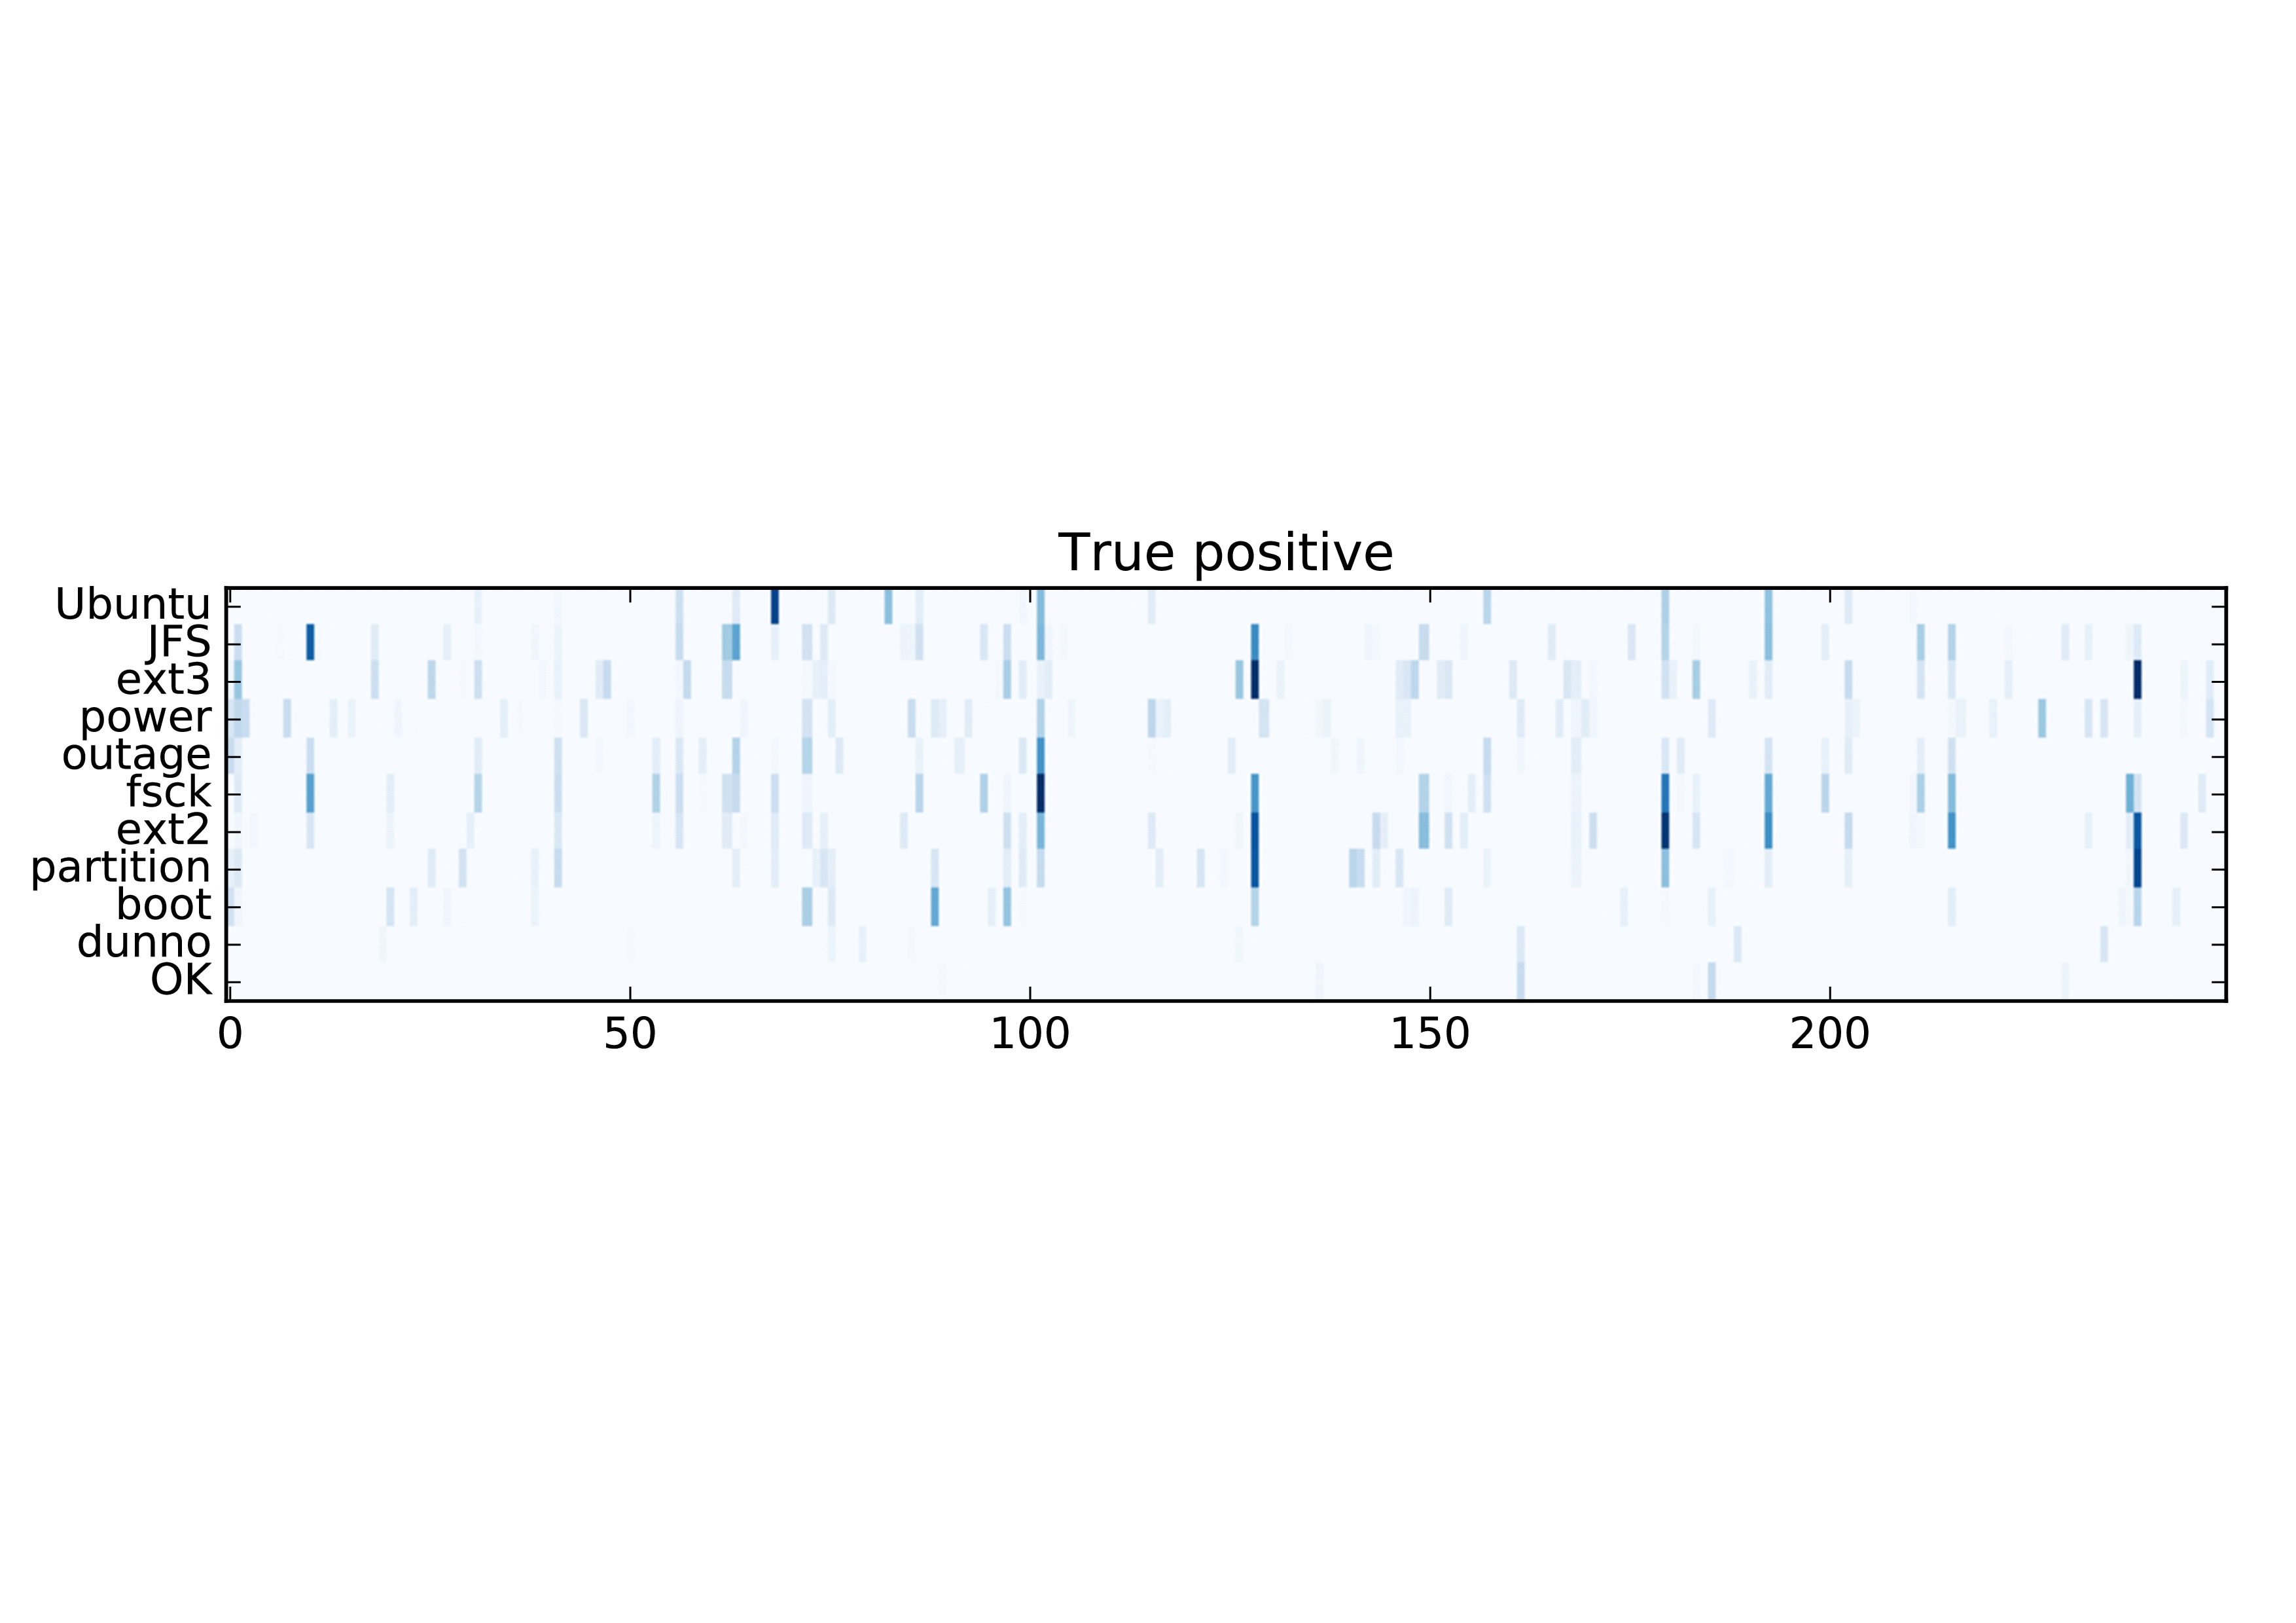 True positive
Ubuntu
JFS
ext3
power
outage
fsck
ext2
partition
boot
dunno
OK
0 50 100 150 200